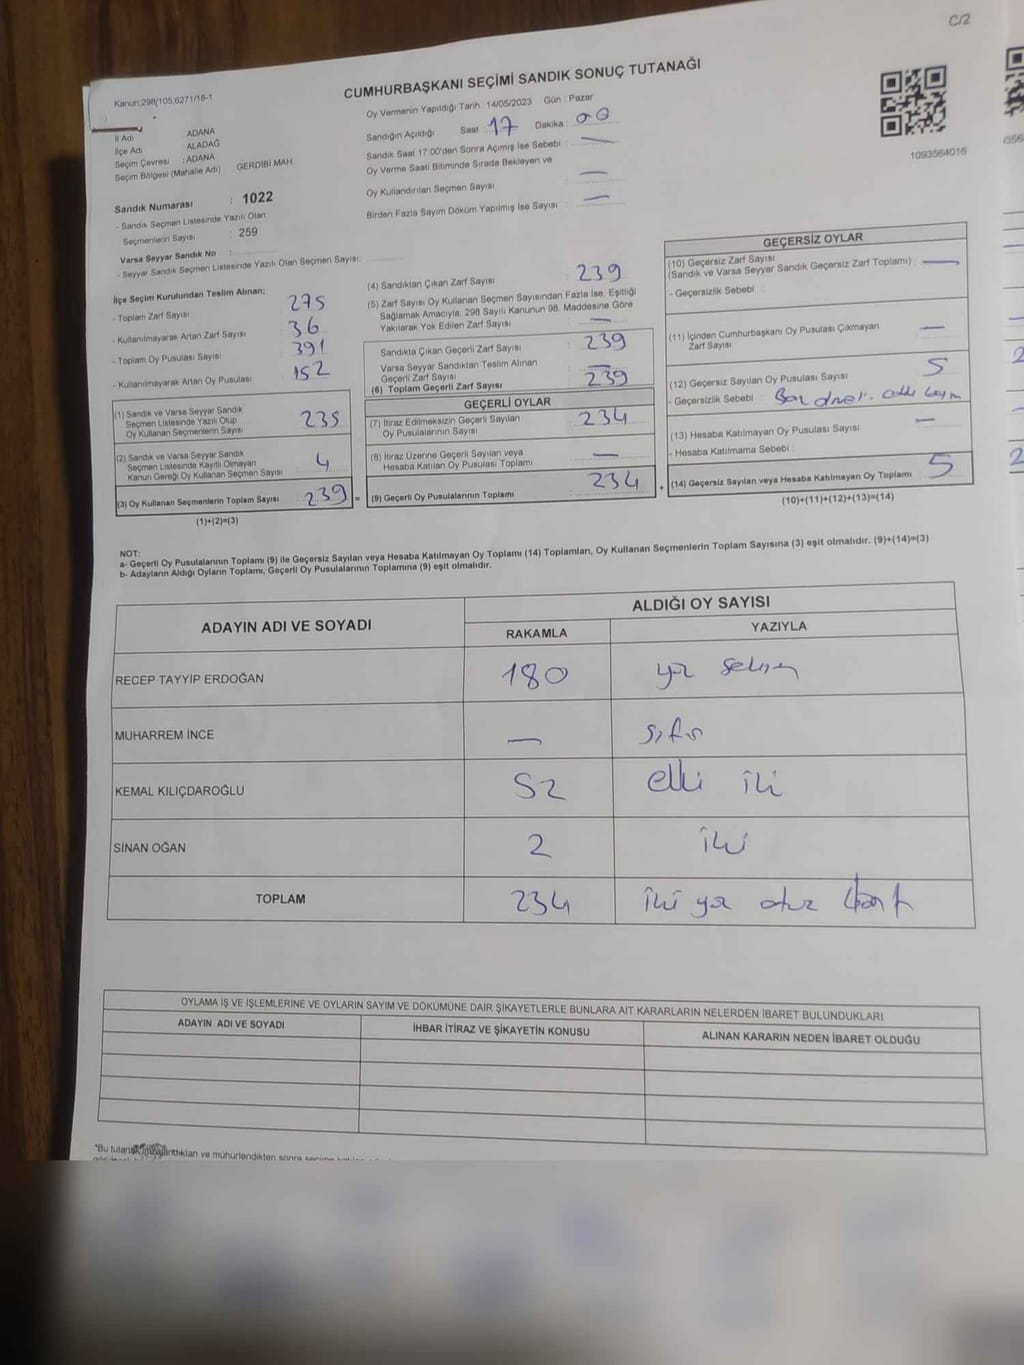 C/2
Kanun;298(105;6271/18-1
CUMHURBAŞKANI SEÇİMİ SANDIK SONUÇ TUTANAĞI
Oy Vermenin Yapıldığı Tarih : 14/05/2023 Gün : Pazar
İl Adı : ADANA
İlçe Adı : ALADAĞ
Seçim Çevresi : ADANA
Seçim Bölgesi (Mahalle Adı) GERDİBİ MAH.
Sandığın Açıldığı Saat : 17 Dakika : 00
Sandık Saat 17:00'den Sonra Açımış İse Sebebi : —
Oy Verme Saati Bitiminde Sırada Bekleyen ve
Oy Kullandırılan Seçmen Sayısı : —
Birden Fazla Sayım Döküm Yapılmış İse Sayısı : —
1093564016
Sandık Numarası : 1022
- Sandık Seçmen Listesinde Yazılı Olan
Seçmenlerin Sayısı : 259
Varsa Seyyar Sandık No :
- Seyyar Sandık Seçmen Listesinde Yazılı Olan Seçmen Sayısı:
İlçe Seçim Kurulundan Teslim Alınan;
- Toplam Zarf Sayısı : 275
- Kullanılmayarak Artan Zarf Sayısı : 36
- Toplam Oy Pusulası Sayısı : 391
- Kullanılmayarak Artan Oy Pusulası : 152
(1) Sandık ve Varsa Seyyar Sandık
Seçmen Listesinde Yazılı Olup
Oy Kullanan Seçmenlerin Sayısı : 235
(2) Sandık ve Varsa Seyyar Sandık
Seçmen Listesinde Kayıtlı Olmayan
Kanun Gereği Oy Kullanan Seçmen Sayısı : 4
(3) Oy Kullanan Seçmenlerin Toplam Sayısı : 239 =
(1)+(2)=(3)
(4) Sandıktan Çıkan Zarf Sayısı : 239
(5) Zarf Sayısı Oy Kullanan Seçmen Sayısından Fazla İse, Eşitliği
Sağlamak Amacıyla, 298 Sayılı Kanunun 98. Maddesine Göre
Yakılarak Yok Edilen Zarf Sayısı : —
Sandıkta Çıkan Geçerli Zarf Sayısı : 239
Varsa Seyyar Sandıktan Teslim Alınan
Geçerli Zarf Sayısı : —
(6) Toplam Geçerli Zarf Sayısı : 239
GEÇERLİ OYLAR
(7) İtiraz Edilmeksizin Geçerli Sayılan
Oy Pusulalarının Sayısı : 234
(8) İtiraz Üzerine Geçerli Sayılan veya
Hesaba Katılan Oy Pusulası Toplamı : —
(9) Geçerli Oy Pusulalarının Toplamı : 234 +
GEÇERSİZ OYLAR
(10) Geçersiz Zarf Sayısı
(Sandık ve Varsa Seyyar Sandık Geçersiz Zarf Toplamı) : —
- Geçersizlik Sebebi :
(11) İçinden Cumhurbaşkanı Oy Pusulası Çıkmayan
Zarf Sayısı : —
(12) Geçersiz Sayılan Oy Pusulası Sayısı : 5
- Geçersizlik Sebebi :
(13) Hesaba Katılmayan Oy Pusulası Sayısı : —
- Hesaba Katılmama Sebebi :
(14) Geçersiz Sayılan veya Hesaba Katılmayan Oy Toplamı : 5
(10)+(11)+(12)+(13)=(14)
NOT:
a- Geçerli Oy Pusulalarının Toplamı (9) ile Geçersiz Sayılan veya Hesaba Katılmayan Oy Toplamı (14) Toplamları, Oy Kullanan Seçmenlerin Toplam Sayısına (3) eşit olmalıdır. (9)+(14)=(3)
b- Adayların Aldığı Oyların Toplamı, Geçerli Oy Pusulalarının Toplamına (9) eşit olmalıdır.
ADAYIN ADI VE SOYADI ALDIĞI OY SAYISI
RAKAMLA YAZIYLA
RECEP TAYYİP ERDOĞAN 180 yüz seksen
MUHARREM İNCE — sıfır
KEMAL KILIÇDAROĞLU 52 elli iki
SİNAN OĞAN 2 iki
TOPLAM 234 iki yüz otuz dört
OYLAMA İŞ VE İŞLEMLERİNE VE OYLARIN SAYIM VE DÖKÜMÜNE DAİR ŞİKAYETLERLE BUNLARA AİT KARARLARIN NELERDEN İBARET BULUNDUKLARI
ADAYIN ADI VE SOYADI İHBAR İTİRAZ VE ŞİKAYETİN KONUSU ALINAN KARARIN NEDEN İBARET OLDUĞU